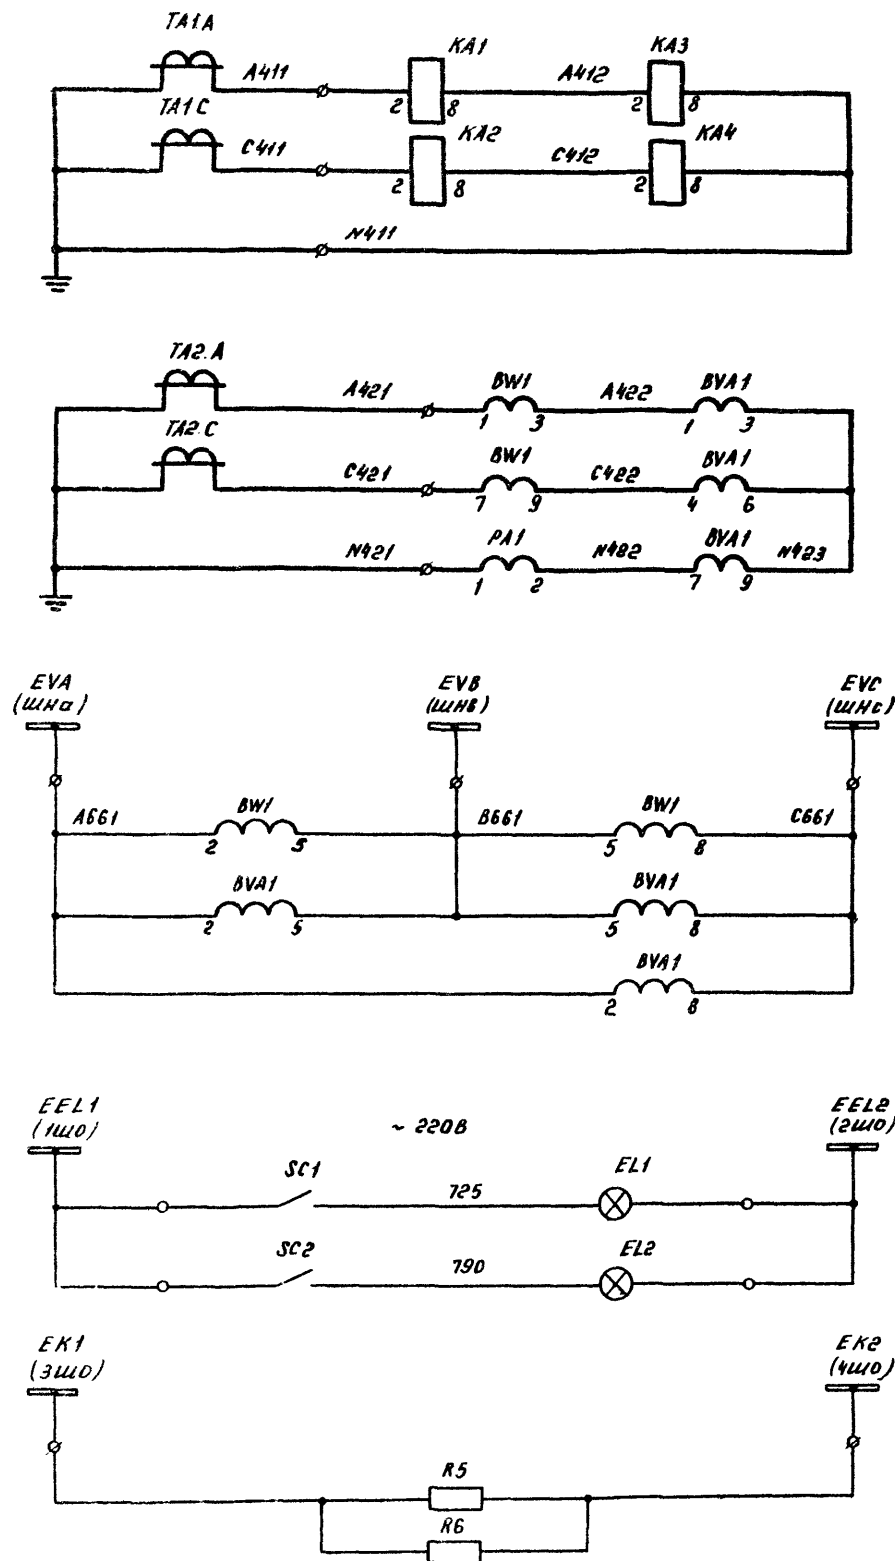 TA1.A
A411
KA1
A412
KA3
2
8
2
8
TA1.C
C411
KA2
C412
KA4
2
8
2
8
N411
TA2.A
A421
BW1
A422
BVA1
1
3
1
3
TA2.C
C421
BW1
C422
BVA1
7
9
4
6
N421
PA1
N482
BVA1
N423
1
2
7
9
EVA
(шна)
EVB
(шнв)
EVC
(шнс)
A661
BW1
B661
BW1
C661
2
5
5
8
BVA1
BVA1
2
5
5
8
BVA1
2
8
EEL1
(1ШО)
~ 220В
EEL2
(2ШО)
SC1
725
EL1
SC2
790
EL2
EK1
(3ШО)
EK2
(4ШО)
R5
R6